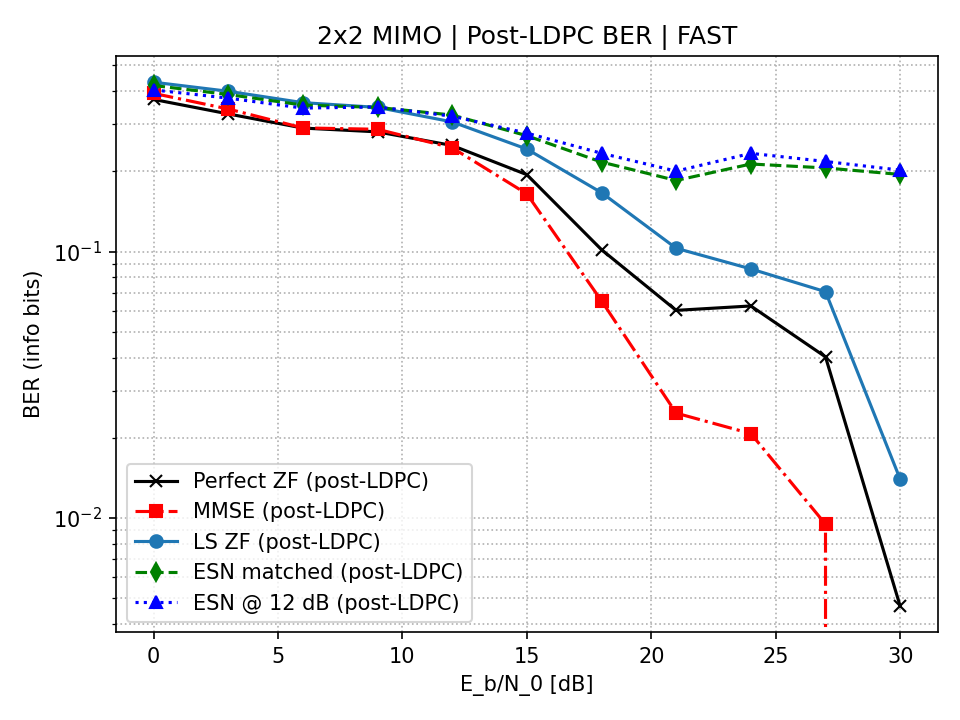 2x2 MIMO | Post-LDPC BER | FAST
BER (info bits)
10⁻¹
10⁻²
Perfect ZF (post-LDPC)
MMSE (post-LDPC)
LS ZF (post-LDPC)
ESN matched (post-LDPC)
ESN @ 12 dB (post-LDPC)
0 5 10 15 20 25 30
E_b/N_0 [dB]